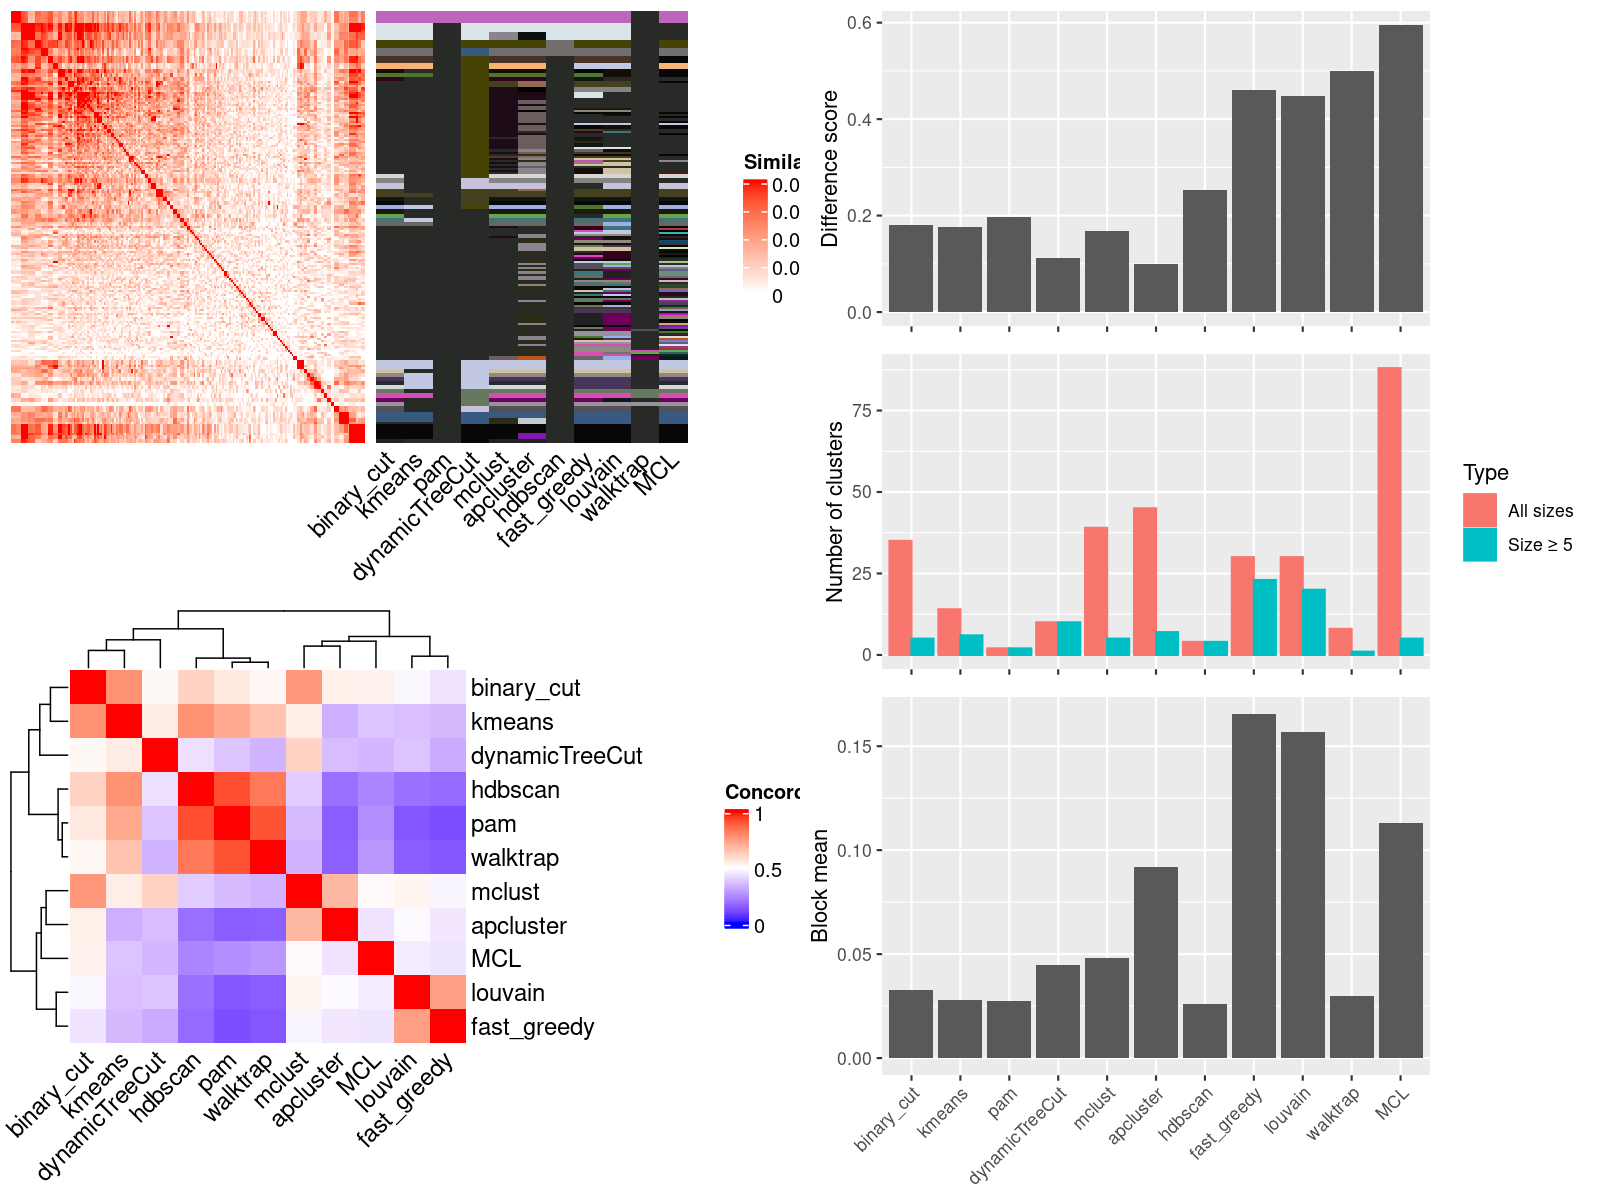 Simila
0.0
0.0
0.0
0.0
0
binary_cut
kmeans
pam
dynamicTreeCut
mclust
apcluster
hdbscan
fast_greedy
louvain
walktrap
MCL
binary_cut
kmeans
dynamicTreeCut
hdbscan
pam
walktrap
mclust
apcluster
MCL
louvain
fast_greedy
binary_cut
kmeans
dynamicTreeCut
hdbscan
pam
walktrap
mclust
apcluster
MCL
louvain
fast_greedy
Concord
1
0.5
0
Difference score
0.6
0.4
0.2
0.0
Number of clusters
75
50
25
0
Type
All sizes
Size ≥ 5
Block mean
0.15
0.10
0.05
0.00
binary_cut
kmeans
pam
dynamicTreeCut
mclust
apcluster
hdbscan
fast_greedy
louvain
walktrap
MCL